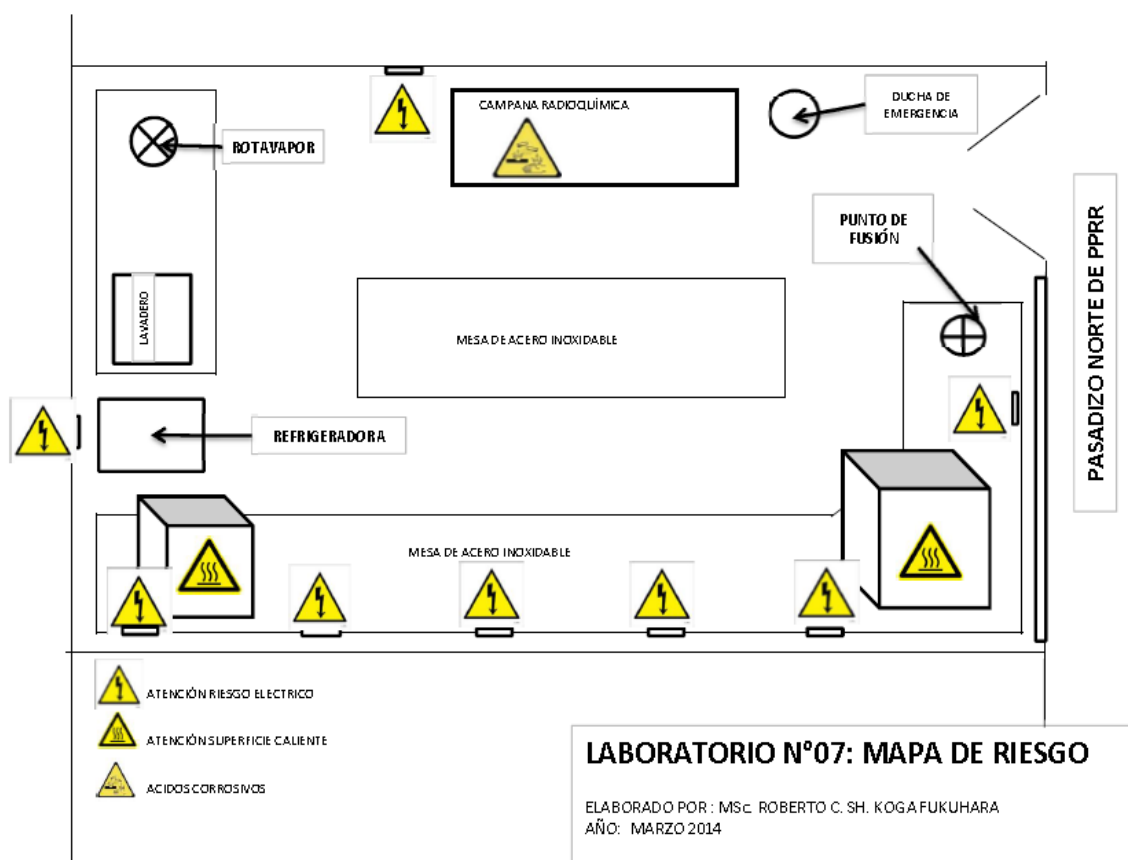 CAMPANA RADIOQUÍMICA
DUCHA DE
EMERGENCIA
ROTAVAPOR
PUNTO DE
FUSIÓN
PASADIZO NORTE DE PPRR
LAVADERO
MESA DE ACERO INOXIDABLE
REFRIGERADORA
MESA DE ACERO INOXIDABLE
ATENCIÓN RIESGO ELECTRICO
ATENCIÓN SUPERFICIE CALIENTE
ACIDOS CORROSIVOS
LABORATORIO N°07: MAPA DE RIESGO
ELABORADO POR : MSc. ROBERTO C. SH. KOGA FUKUHARA
AÑO: MARZO 2014